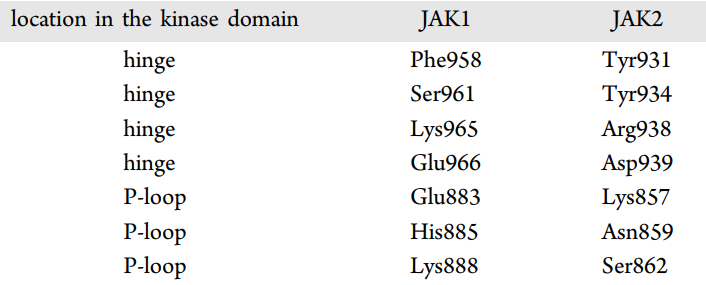 location in the kinase domain JAK1 JAK2
hinge Phe958 Tyr931
hinge Ser961 Tyr934
hinge Lys965 Arg938
hinge Glu966 Asp939
P-loop Glu883 Lys857
P-loop His885 Asn859
P-loop Lys888 Ser862